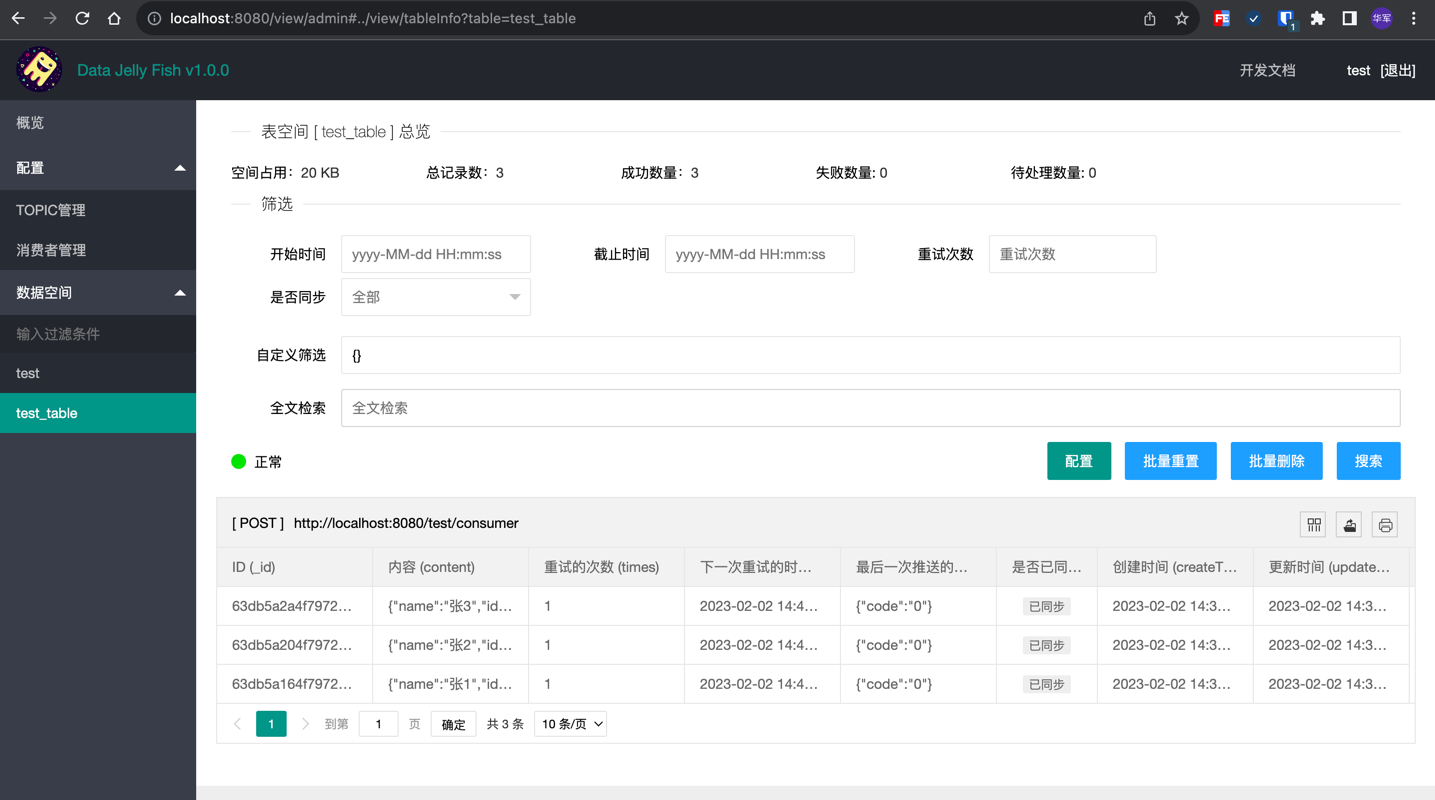 localhost:8080/view/admin#../view/tableInfo?table=test_table
FE
1
华军
Data Jelly Fish v1.0.0
开发文档
test [退出]
概览
配置
TOPIC管理
消费者管理
数据空间
输入过滤条件
test
test_table
表空间 [ test_table ] 总览
空间占用：20 KB 总记录数：3 成功数量：3 失败数量: 0 待处理数量: 0
筛选
开始时间 yyyy-MM-dd HH:mm:ss 截止时间 yyyy-MM-dd HH:mm:ss 重试次数 重试次数
是否同步 全部
自定义筛选 {}
全文检索 全文检索
正常 配置 批量重置 批量删除 搜索
[ POST ] http://localhost:8080/test/consumer
ID (_id) 内容 (content) 重试的次数 (times) 下一次重试的时... 最后一次推送的... 是否已同... 创建时间 (createT... 更新时间 (update...
63db5a2a4f7972... {"name":"张3","id... 1 2023-02-02 14:4... {"code":"0"} 已同步 2023-02-02 14:3... 2023-02-02 14:3...
63db5a204f7972... {"name":"张2","id... 1 2023-02-02 14:4... {"code":"0"} 已同步 2023-02-02 14:3... 2023-02-02 14:3...
63db5a164f7972... {"name":"张1","id... 1 2023-02-02 14:4... {"code":"0"} 已同步 2023-02-02 14:3... 2023-02-02 14:3...
1 到第 1 页 确定 共 3 条 10 条/页